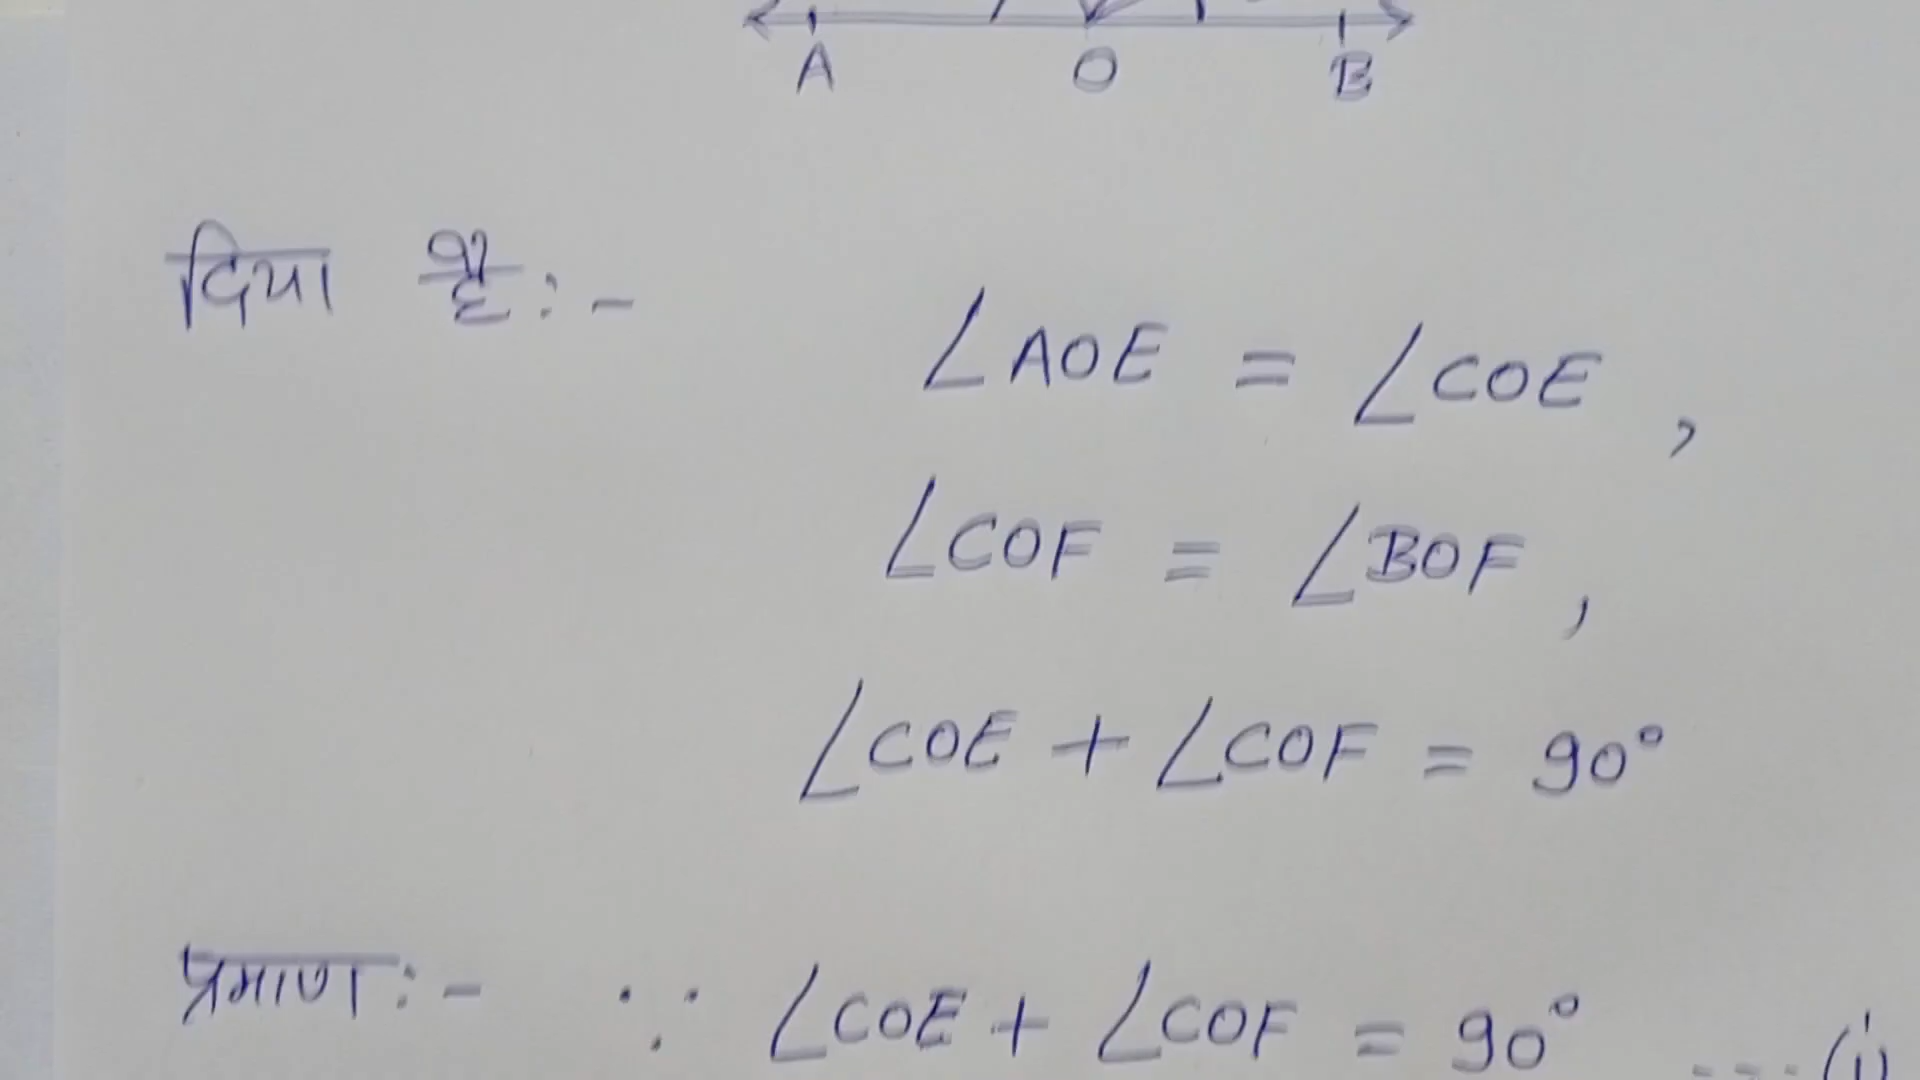 A O B
दिया है :-
∠AOE = ∠COE ,
∠COF = ∠BOF ,
∠COE + ∠COF = 90°
प्रमाण :- ∵ ∠COE + ∠COF = 90° ----(i)